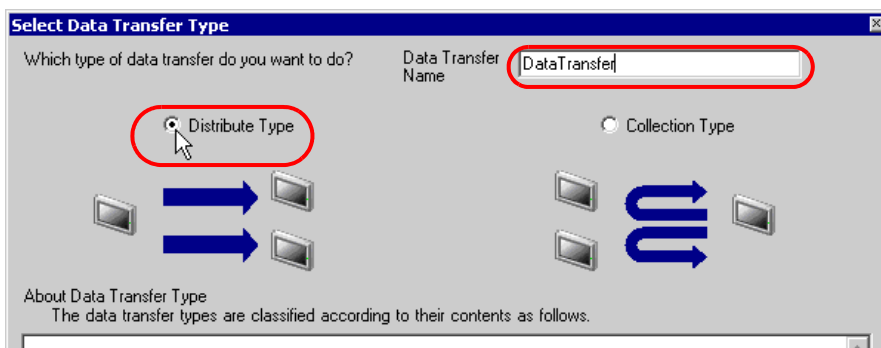 Select Data Transfer Type
Which type of data transfer do you want to do?
Data Transfer
Name
DataTransfer
Distribute Type
Collection Type
About Data Transfer Type
The data transfer types are classified according to their contents as follows.